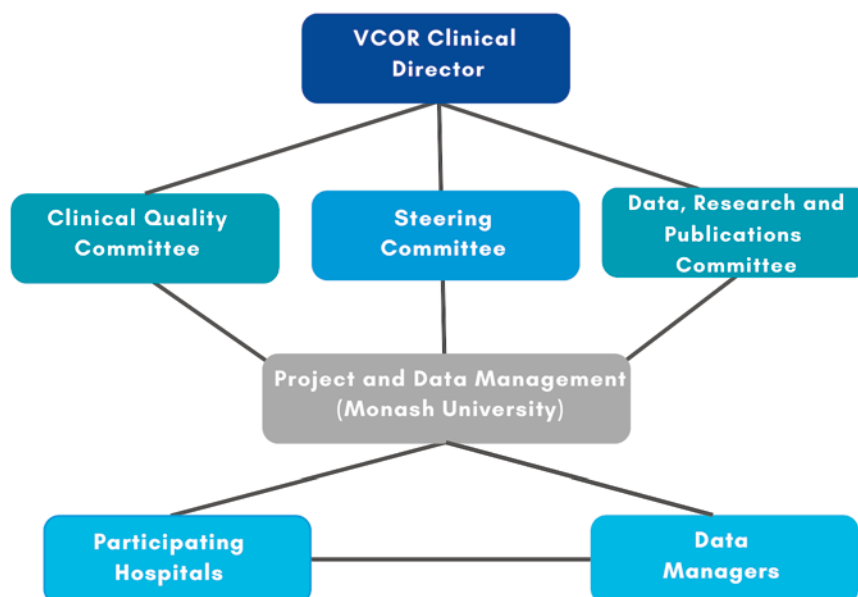 VCOR Clinical
Director
Clinical Quality
Committee
Steering
Committee
Data, Research and
Publications
Committee
Project and Data Management
(Monash University)
Participating
Hospitals
Data
Managers